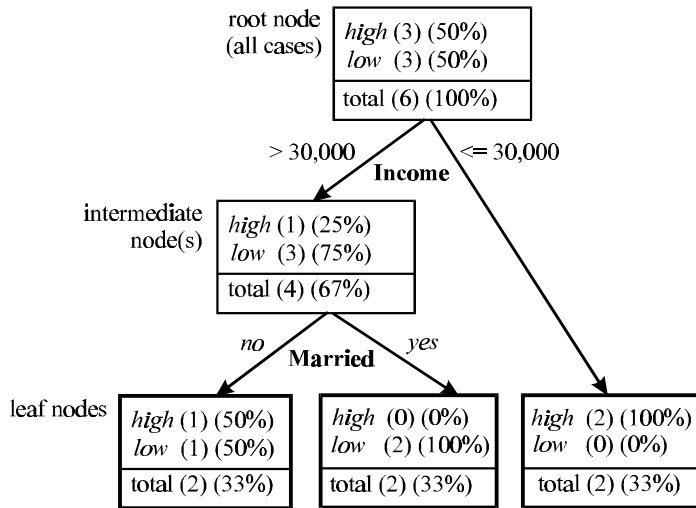 root node
(all cases)
high (3) (50%)
low (3) (50%)
total (6) (100%)
> 30,000
<= 30,000
Income
intermediate
node(s)
high (1) (25%)
low (3) (75%)
total (4) (67%)
no
Married
yes
leaf nodes
high (1) (50%)
low (1) (50%)
total (2) (33%)
high (0) (0%)
low (2) (100%)
total (2) (33%)
high (2) (100%)
low (0) (0%)
total (2) (33%)